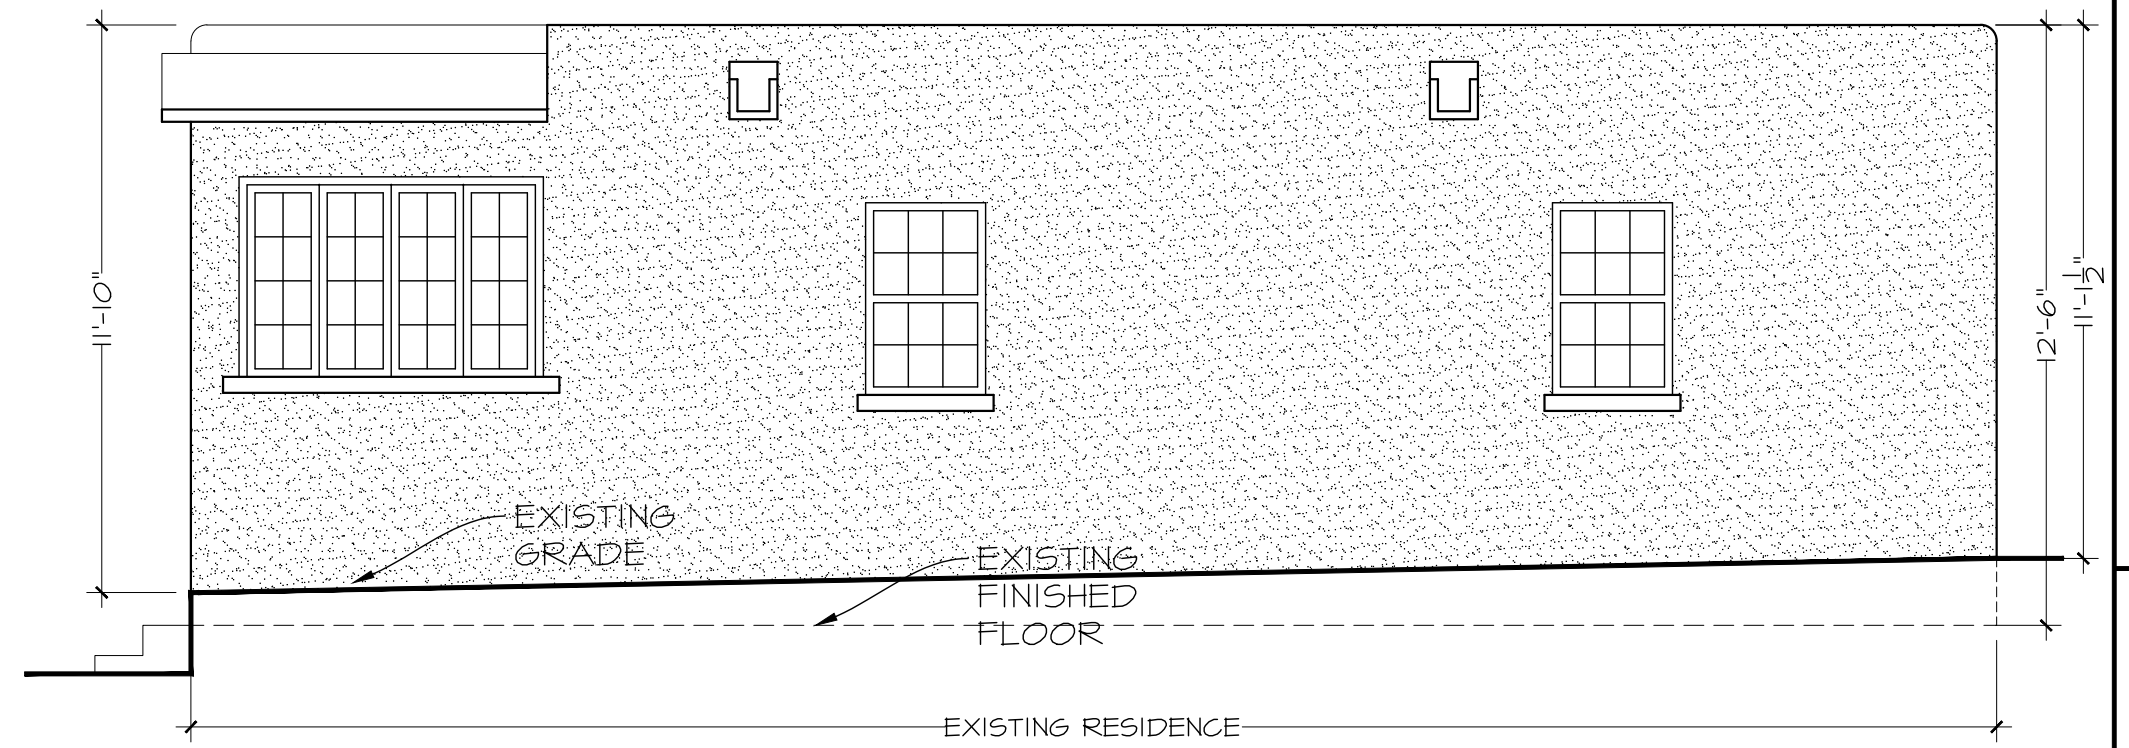 11'-10"
12'-6"
11'-1 1/2"
EXISTING
GRADE
EXISTING
FINISHED
FLOOR
EXISTING RESIDENCE